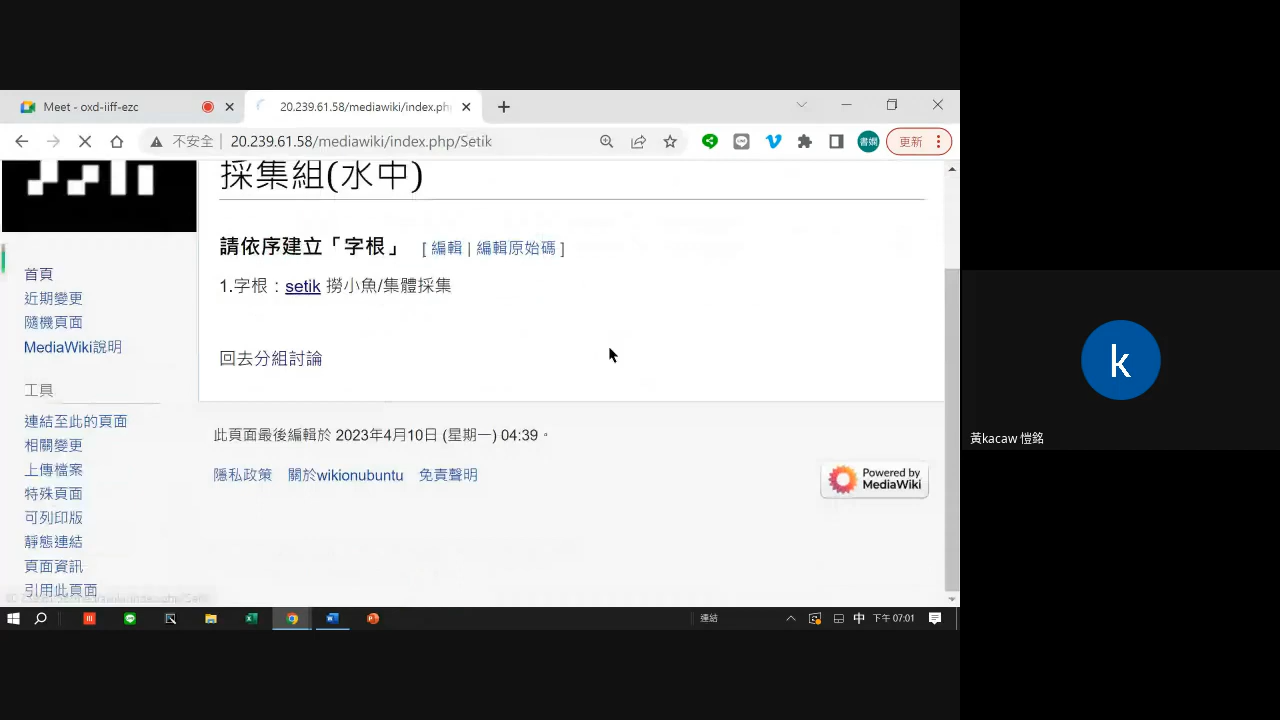 Meet - oxd-iiff-ezc
20.239.61.58/mediawiki/index.ph
不安全 | 20.239.61.58/mediawiki/index.php/Setik
書嫻
更新
採集組(水中)
請依序建立「字根」 [ 編輯 | 編輯原始碼 ]
1.字根：setik 撈小魚/集體採集
回去分組討論
此頁面最後編輯於 2023年4月10日 (星期一) 04:39。
隱私政策 關於wikionubuntu 免責聲明
Powered by
MediaWiki
首頁
近期變更
隨機頁面
MediaWiki說明
工具
連結至此的頁面
相關變更
上傳檔案
特殊頁面
可列印版
靜態連結
頁面資訊
引用此頁面
連結
中
下午 07:01
k
黃kacaw 愷銘